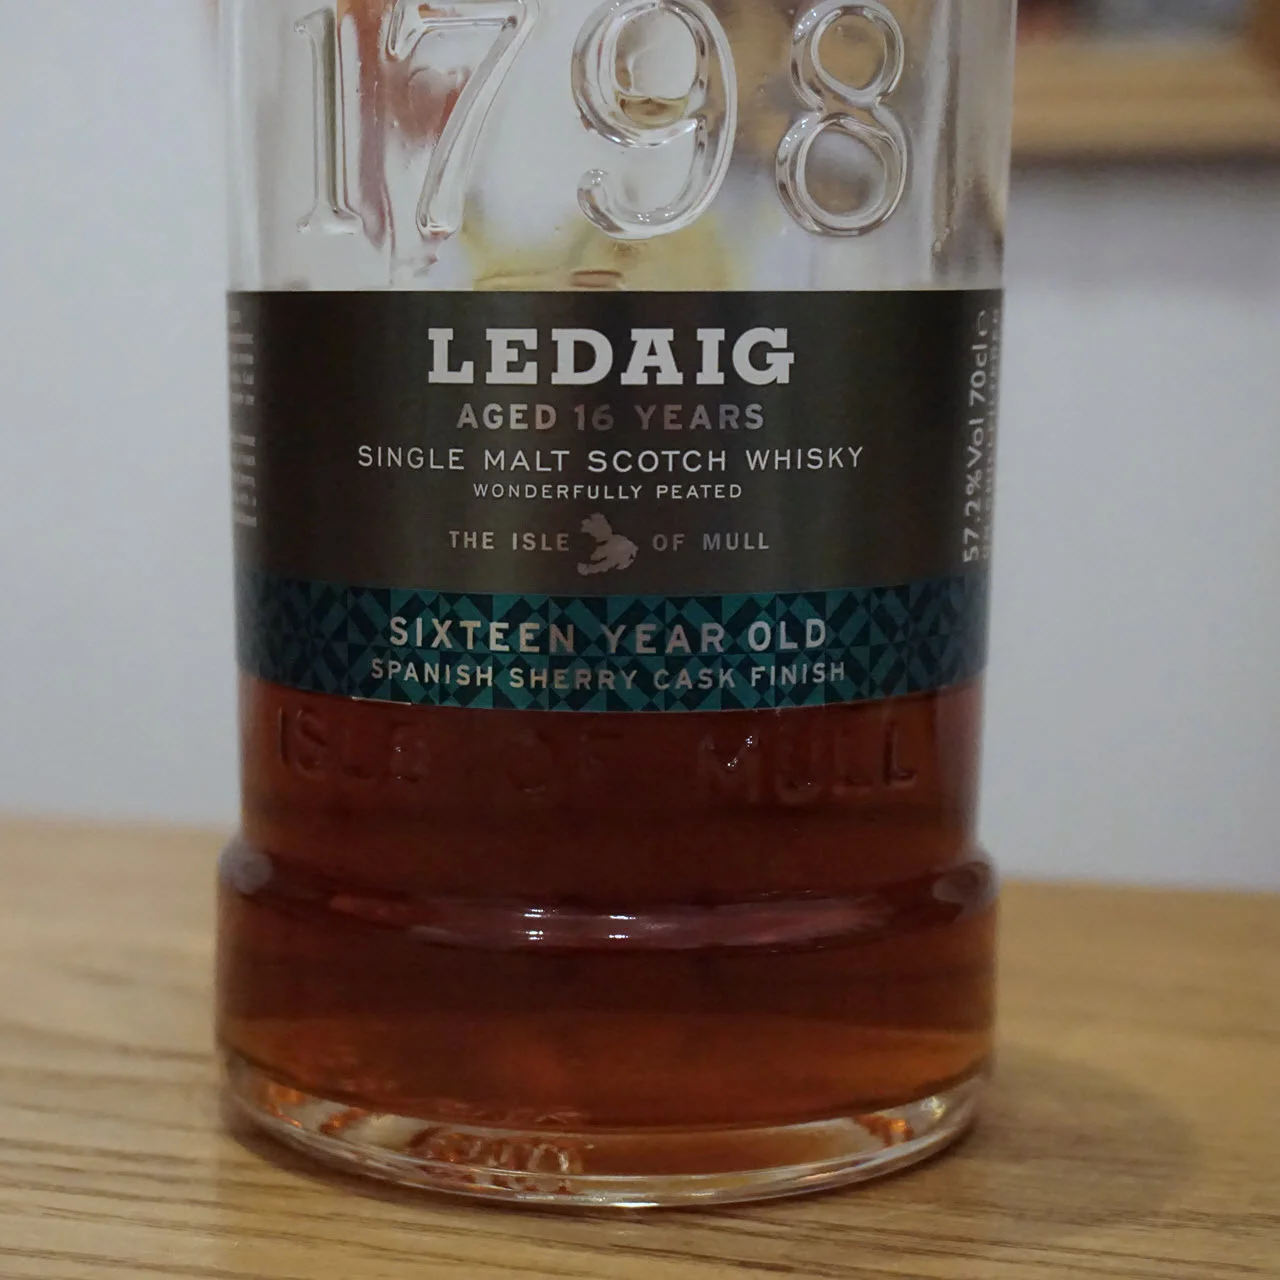 1798
LEDAIG
AGED 16 YEARS
SINGLE MALT SCOTCH WHISKY
WONDERFULLY PEATED
THE ISLE OF MULL
SIXTEEN YEAR OLD
SPANISH SHERRY CASK FINISH
57.2%Vol 70cl
ISLE OF MULL